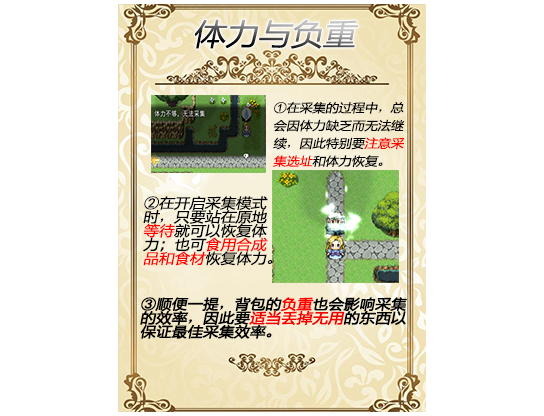 体力与负重
体力不够，无法采集
①在采集的过程中，总
会因体力缺乏而无法继
续，因此特别要注意采
集选址和体力恢复。
②在开启采集模式
时，只要站在原地
等待就可以恢复体
力；也可食用合成
品和食材恢复体力。
③顺便一提，背包的负重也会影响采集
的效率，因此要适当丢掉无用的东西以
保证最佳采集效率。